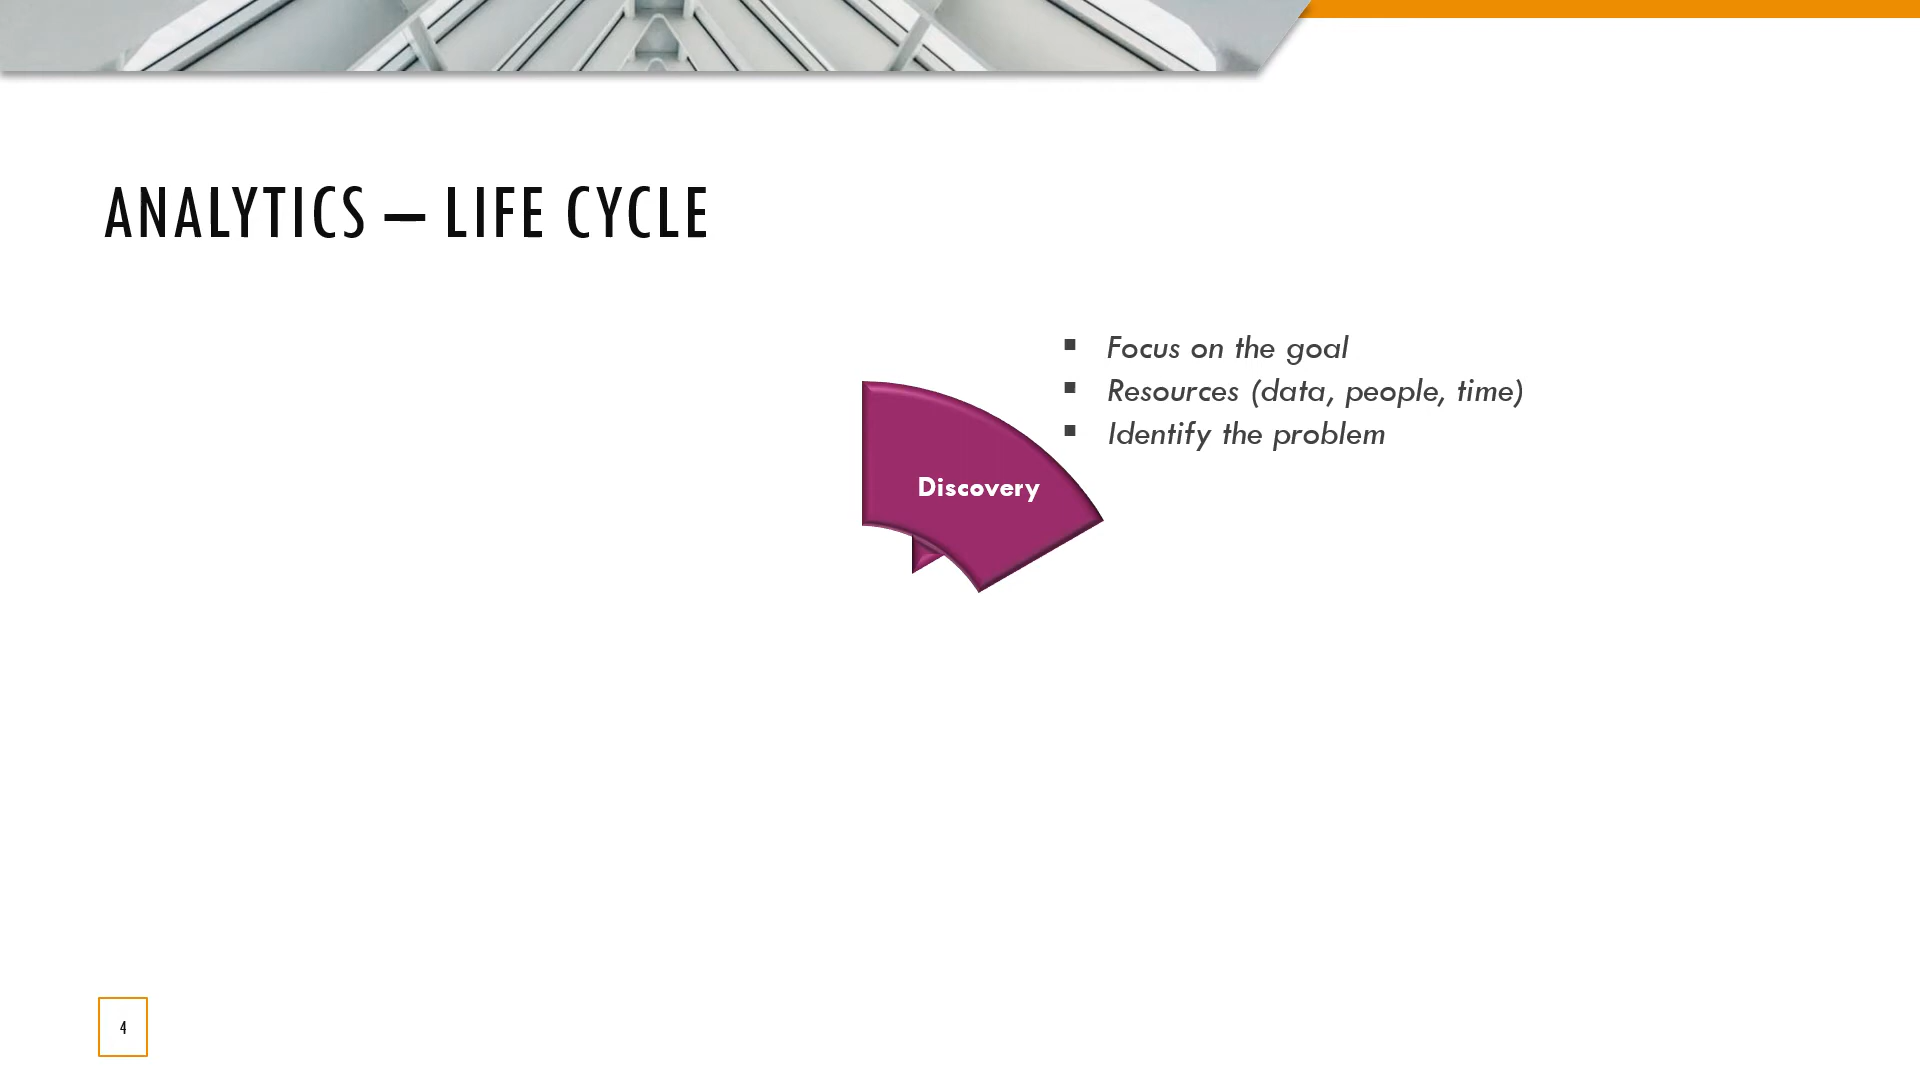 ANALYTICS – LIFE CYCLE
▪ Focus on the goal
▪ Resources (data, people, time)
▪ Identify the problem
Discovery
4